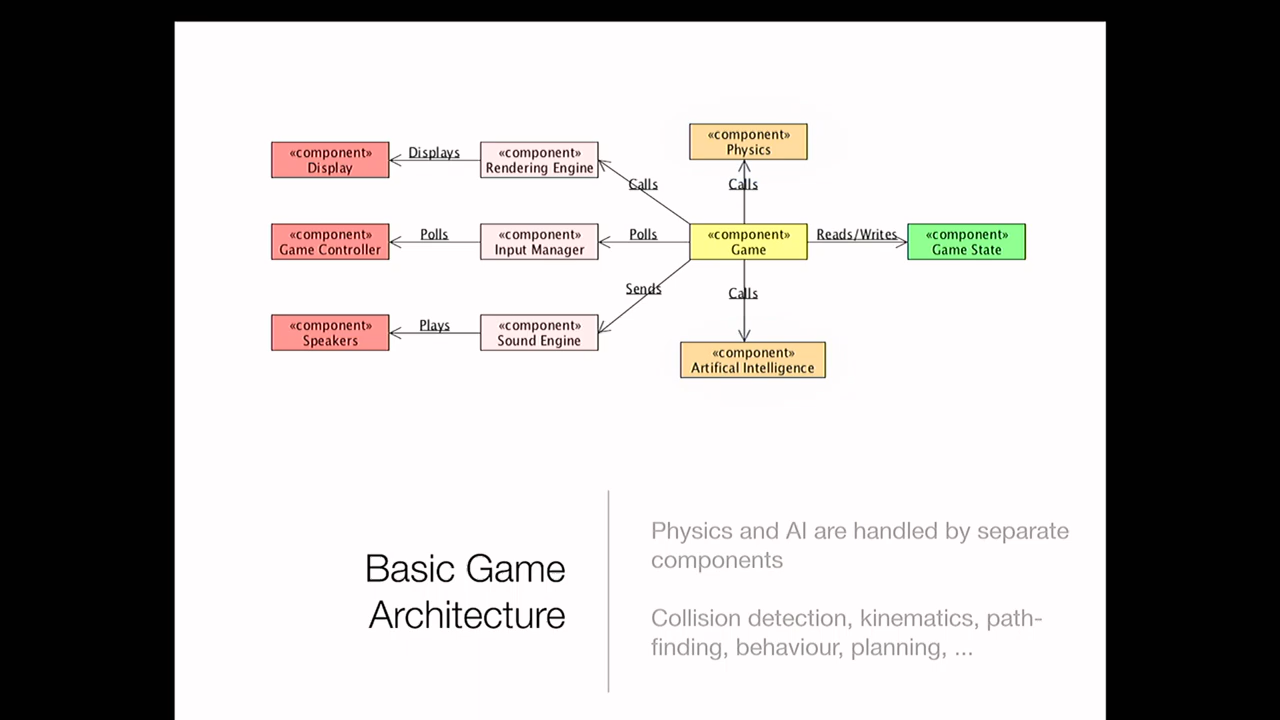 «component»
Physics
«component»
Display
Displays
«component»
Rendering Engine
Calls
Calls
«component»
Game Controller
Polls
«component»
Input Manager
Polls
«component»
Game
Reads/Writes
«component»
Game State
Sends
Calls
«component»
Speakers
Plays
«component»
Sound Engine
«component»
Artifical Intelligence
Basic Game
Architecture
Physics and AI are handled by separate
components
Collision detection, kinematics, path-
finding, behaviour, planning, ...